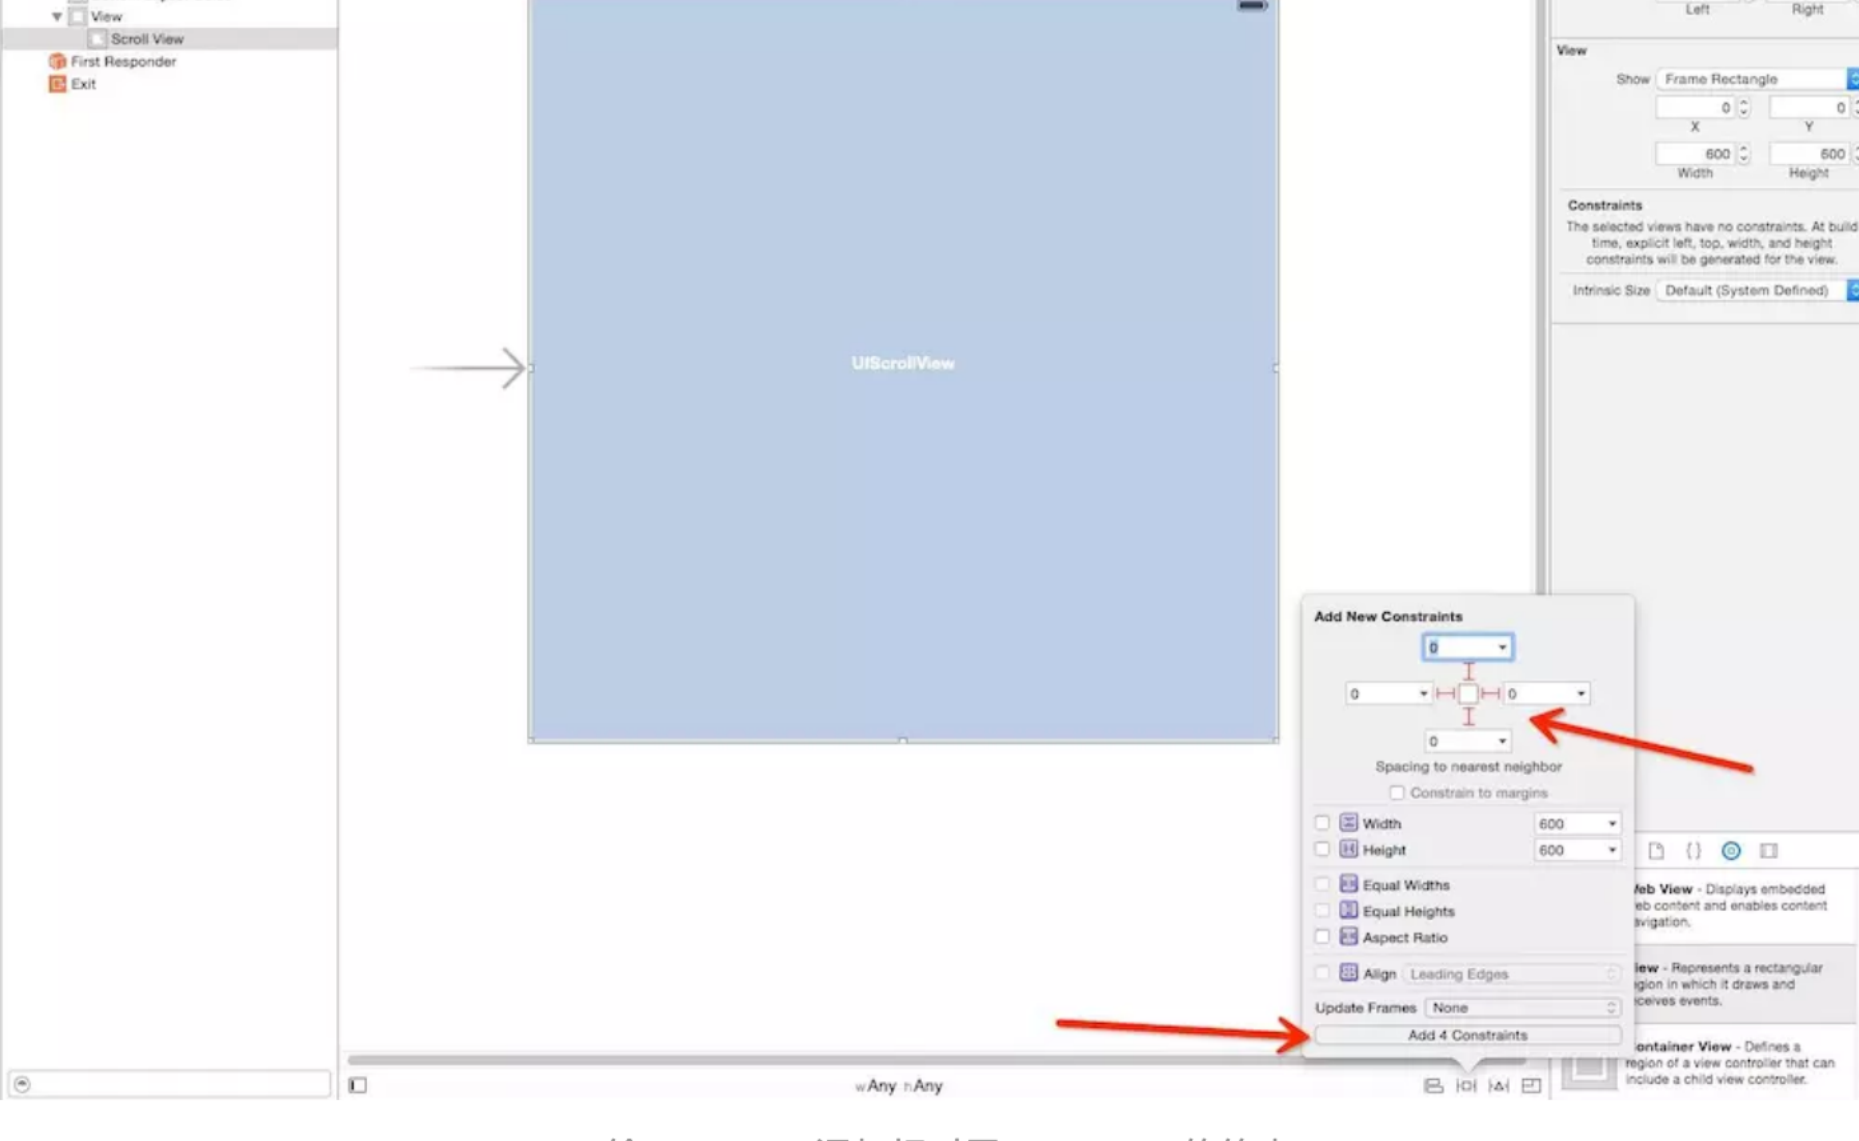 View
Scroll View
First Responder
Exit
UIScrollView
Left
Right
View
Show
Frame Rectangle
0
0
X
Y
600
600
Width
Height
Constraints
The selected views have no constraints. At build
time, explicit left, top, width, and height
constraints will be generated for the view.
Intrinsic Size
Default (System Defined)
Add New Constraints
0
0
0
0
Spacing to nearest neighbor
Constrain to margins
Width
600
Height
600
Equal Widths
Equal Heights
Aspect Ratio
Align
Leading Edges
Update Frames
None
Add 4 Constraints
{}
eb View - Displays embedded
eb content and enables content
avigation.
iew - Represents a rectangular
gion in which it draws and
ceives events.
ontainer View - Defines a
region of a view controller that can
include a child view controller.
wAny hAny